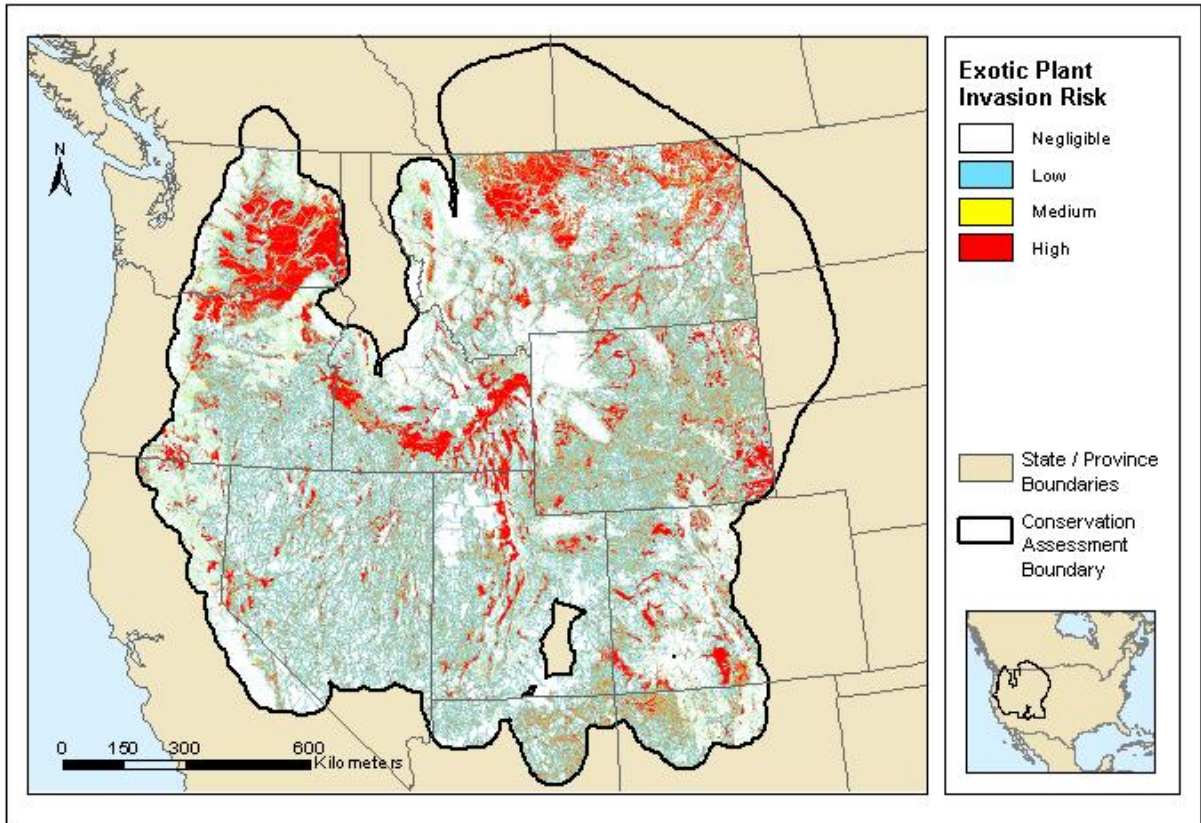 N
0 150 300 600
Kilometers
Exotic Plant
Invasion Risk
Negligible
Low
Medium
High
State / Province
Boundaries
Conservation
Assessment
Boundary